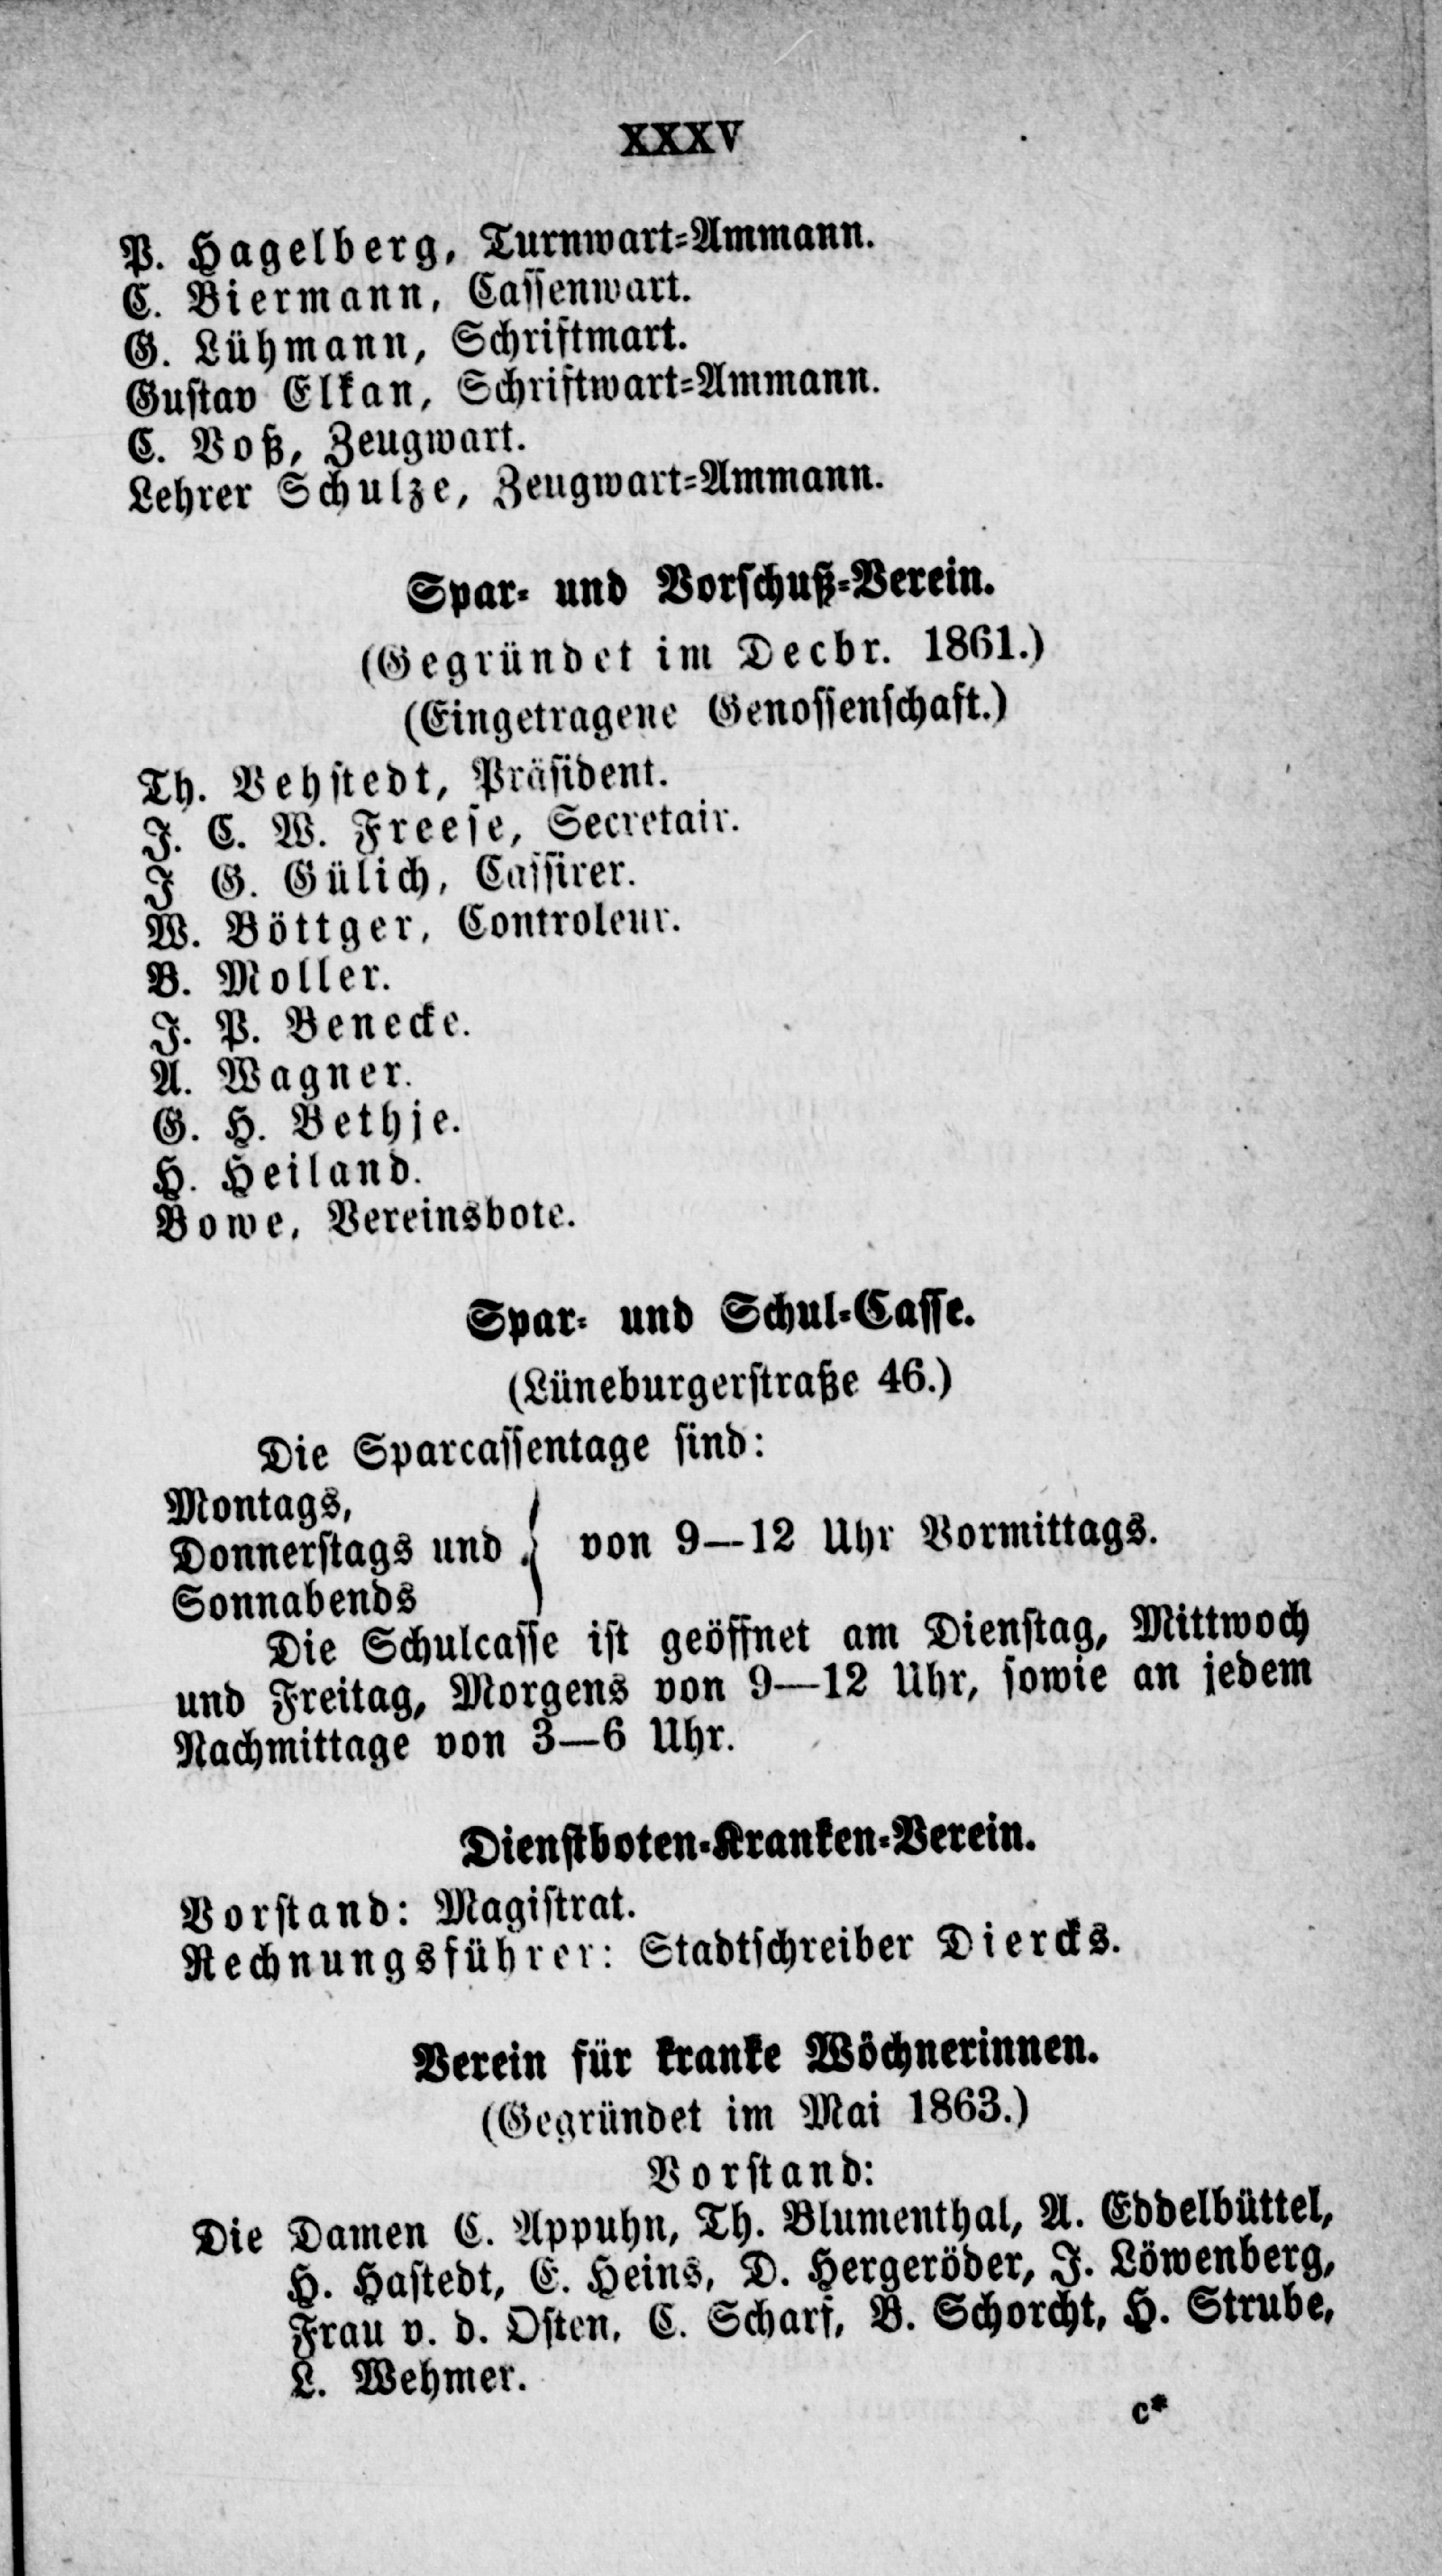 XXXV
P. Hagelberg, Turnwart-Ammann.
C. Biermann, Cassenwart.
G. Lühmann, Schriftmart.
Gustav Elkan, Schriftwart-Ammann.
C. Voß, Zeugwart.
Lehrer Schulze, Zeugwart-Ammann.
Spar- und Vorschuß-Verein.
(Gegründet im Decbr. 1861.)
(Eingetragene Genossenschaft.)
Th. Vehstedt, Präsident.
J. C. W. Freese, Secretair.
J G. Gülich, Cassirer.
W. Böttger, Controleur.
B. Moller.
J. P. Benecke.
A. Wagner.
G. H. Bethje.
H. Heiland.
Bowe, Vereinsbote.
Spar- und Schul-Casse.
(Lüneburgerstraße 46.)
Die Sparcassentage sind:
Montags,
Donnerstags und } von 9—12 Uhr Vormittags.
Sonnabends
Die Schulcasse ist geöffnet am Dienstag, Mittwoch
und Freitag, Morgens von 9—12 Uhr, sowie an jedem
Nachmittage von 3—6 Uhr.
Dienstboten-Kranken-Verein.
Vorstand: Magistrat.
Rechnungsführer: Stadtschreiber Diercks.
Verein für kranke Wöchnerinnen.
(Gegründet im Mai 1863.)
Vorstand:
Die Damen C. Appuhn, Th. Blumenthal, A. Eddelbüttel,
H. Hastedt, E. Heins, D. Hergeröder, J. Löwenberg,
Frau v. d. Osten, C. Scharf, B. Schorcht, H. Strube,
L. Wehmer.
c*